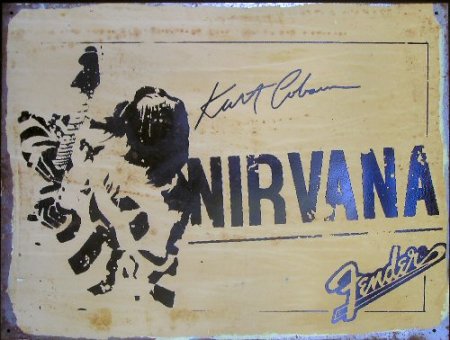 Kurt Cobain
NIRVANA
Fender